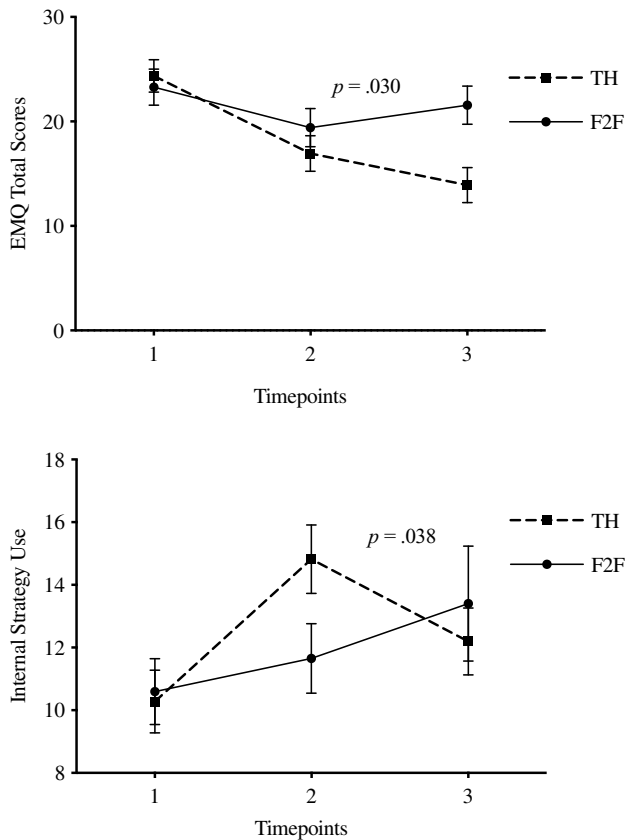 30
20
10
0
EMQ Total Scores
p = .030
TH
F2F
1 2 3
Timepoints
18
16
14
12
10
8
Internal Strategy Use
p = .038
TH
F2F
1 2 3
Timepoints